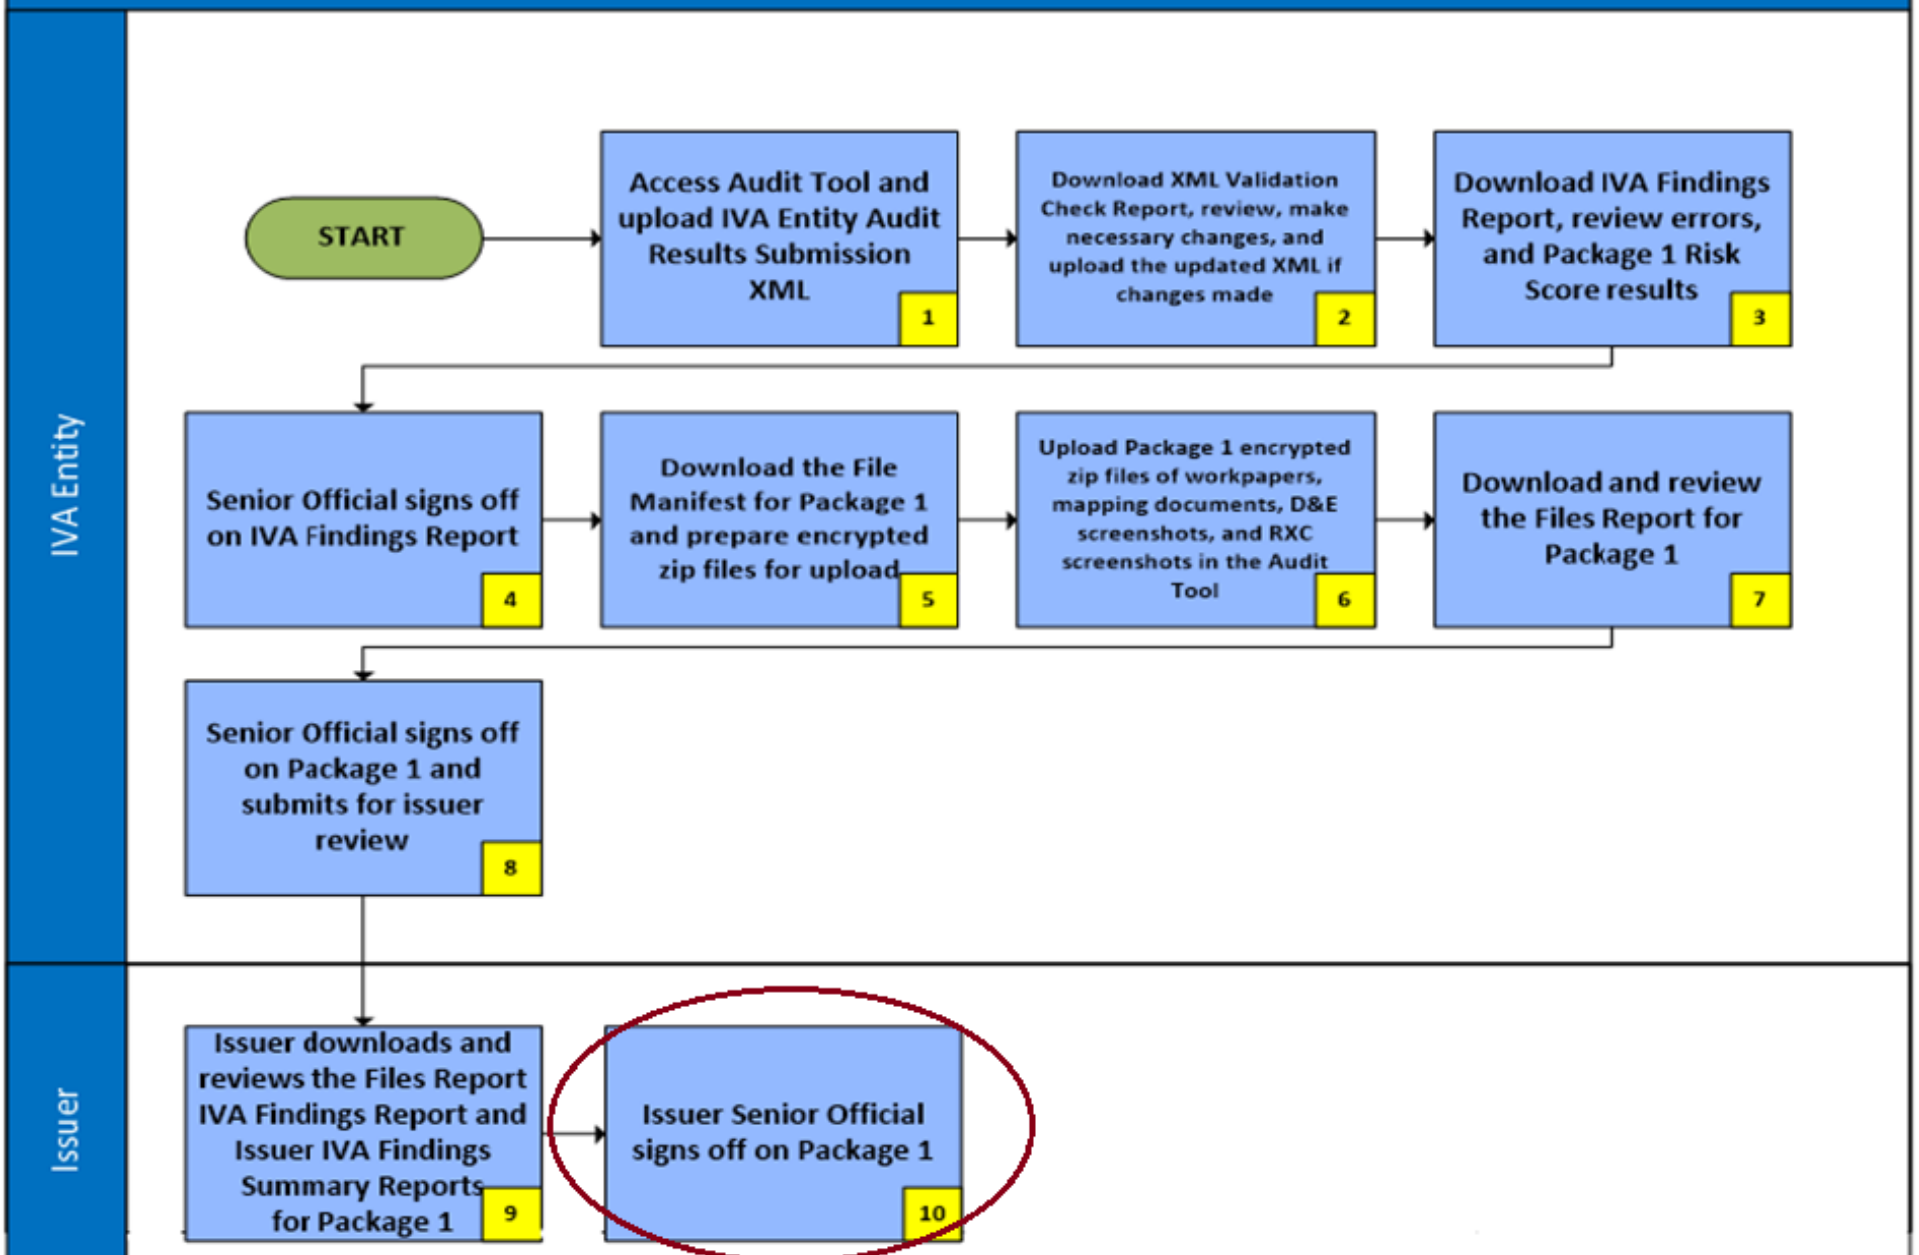 IVA Entity
START
Access Audit Tool and
upload IVA Entity Audit
Results Submission
XML
1
Download XML Validation
Check Report, review, make
necessary changes, and
upload the updated XML if
changes made
2
Download IVA Findings
Report, review errors,
and Package 1 Risk
Score results
3
Senior Official signs off
on IVA Findings Report
4
Download the File
Manifest for Package 1
and prepare encrypted
zip files for upload
5
Upload Package 1 encrypted
zip files of workpapers,
mapping documents, D&E
screenshots, and RXC
screenshots in the Audit
Tool
6
Download and review
the Files Report for
Package 1
7
Senior Official signs off
on Package 1 and
submits for issuer
review
8
Issuer
Issuer downloads and
reviews the Files Report
IVA Findings Report and
Issuer IVA Findings
Summary Reports
for Package 1
9
Issuer Senior Official
signs off on Package 1
10